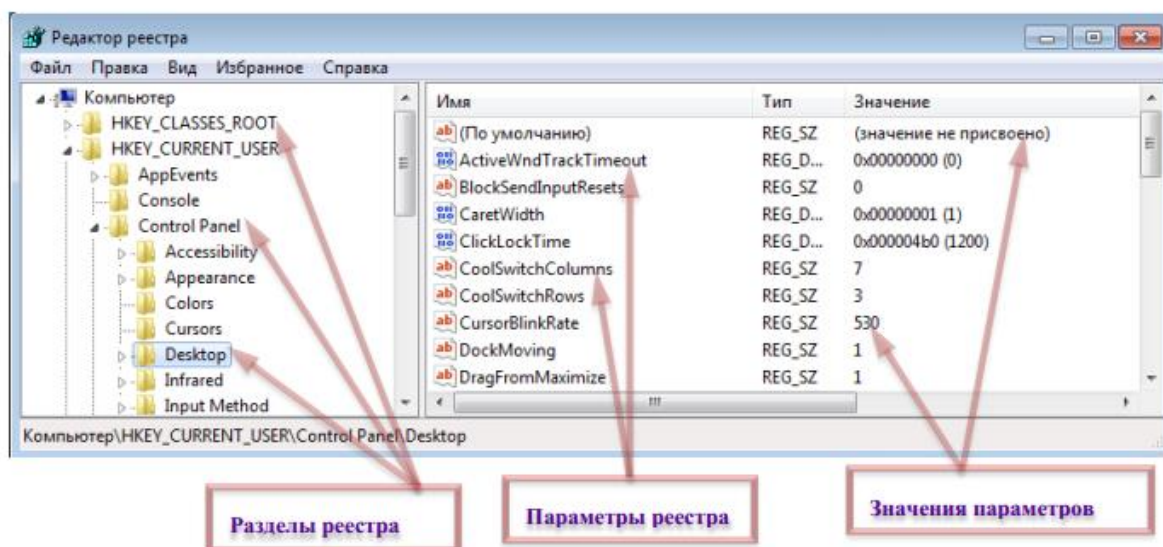 Редактор реестра
Файл Правка Вид Избранное Справка
Компьютер
HKEY_CLASSES_ROOT
HKEY_CURRENT_USER
AppEvents
Console
Control Panel
Accessibility
Appearance
Colors
Cursors
Desktop
Infrared
Input Method
Имя Тип Значение
(По умолчанию) REG_SZ (значение не присвоено)
ActiveWndTrackTimeout REG_D... 0x00000000 (0)
BlockSendInputResets REG_SZ 0
CaretWidth REG_D... 0x00000001 (1)
ClickLockTime REG_D... 0x000004b0 (1200)
CoolSwitchColumns REG_SZ 7
CoolSwitchRows REG_SZ 3
CursorBlinkRate REG_SZ 530
DockMoving REG_SZ 1
DragFromMaximize REG_SZ 1
Компьютер\HKEY_CURRENT_USER\Control Panel\Desktop
Разделы реестра
Параметры реестра
Значения параметров